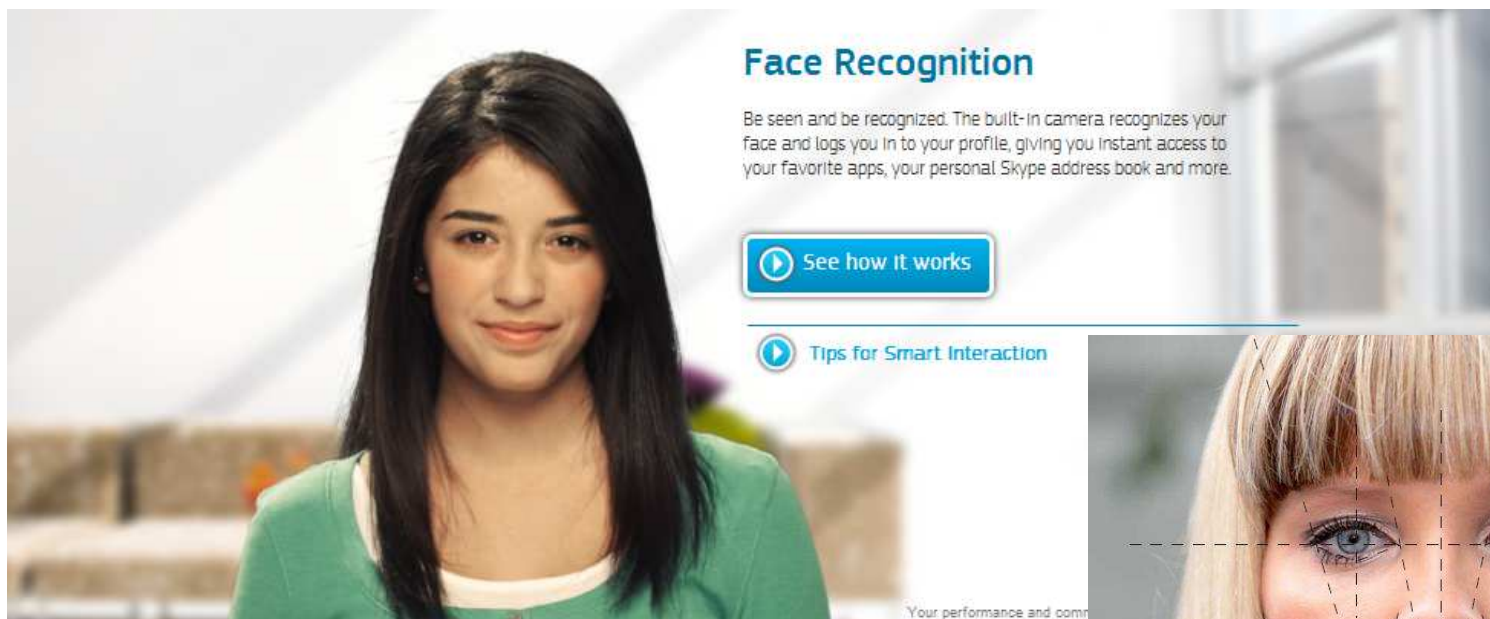 Face Recognition
Be seen and be recognized. The built-in camera recognizes your
face and logs you in to your profile, giving you instant access to
your favorite apps, your personal Skype address book and more.
See how it works
Tips for Smart Interaction
Your performance and